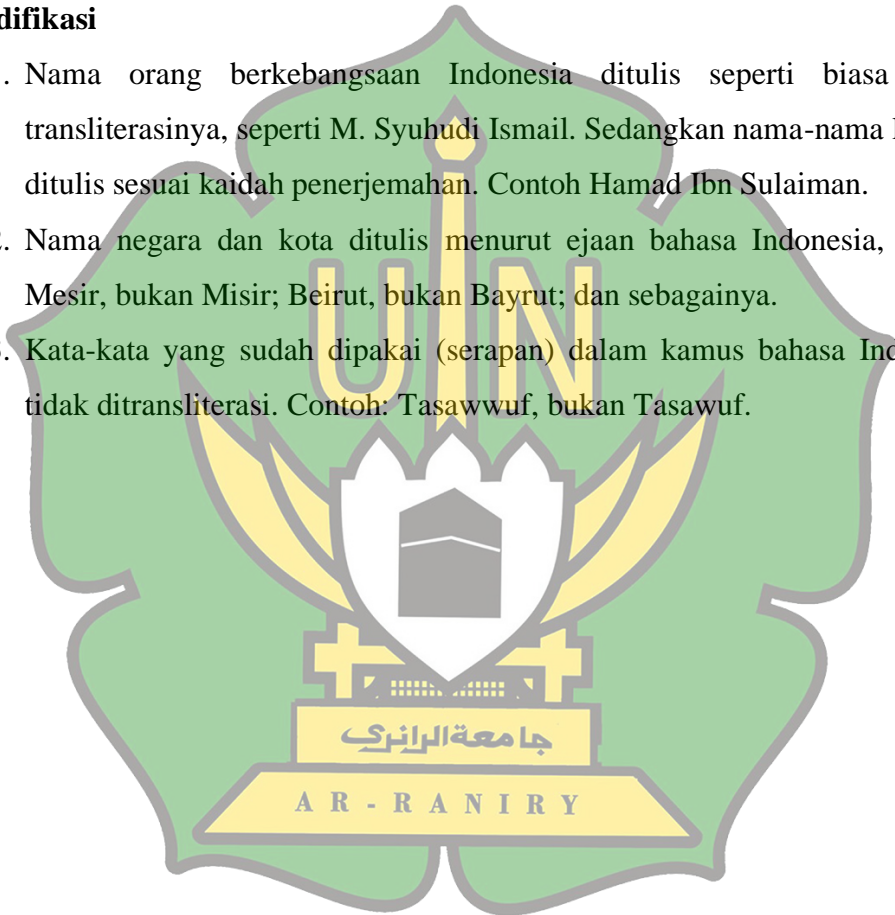 difikasi
. Nama orang berkebangsaan Indonesia ditulis seperti biasa
transliterasinya, seperti M. Syuhudi Ismail. Sedangkan nama-nama
ditulis sesuai kaidah penerjemahan. Contoh Hamad Ibn Sulaiman.
. Nama negara dan kota ditulis menurut ejaan bahasa Indonesia,
Mesir, bukan Misir; Beirut, bukan Bayrut; dan sebagainya.
. Kata-kata yang sudah dipakai (serapan) dalam kamus bahasa Ind
tidak ditransliterasi. Contoh: Tasawwuf, bukan Tasawuf.
UIN
جامعة الرانري
AR-RANIRY